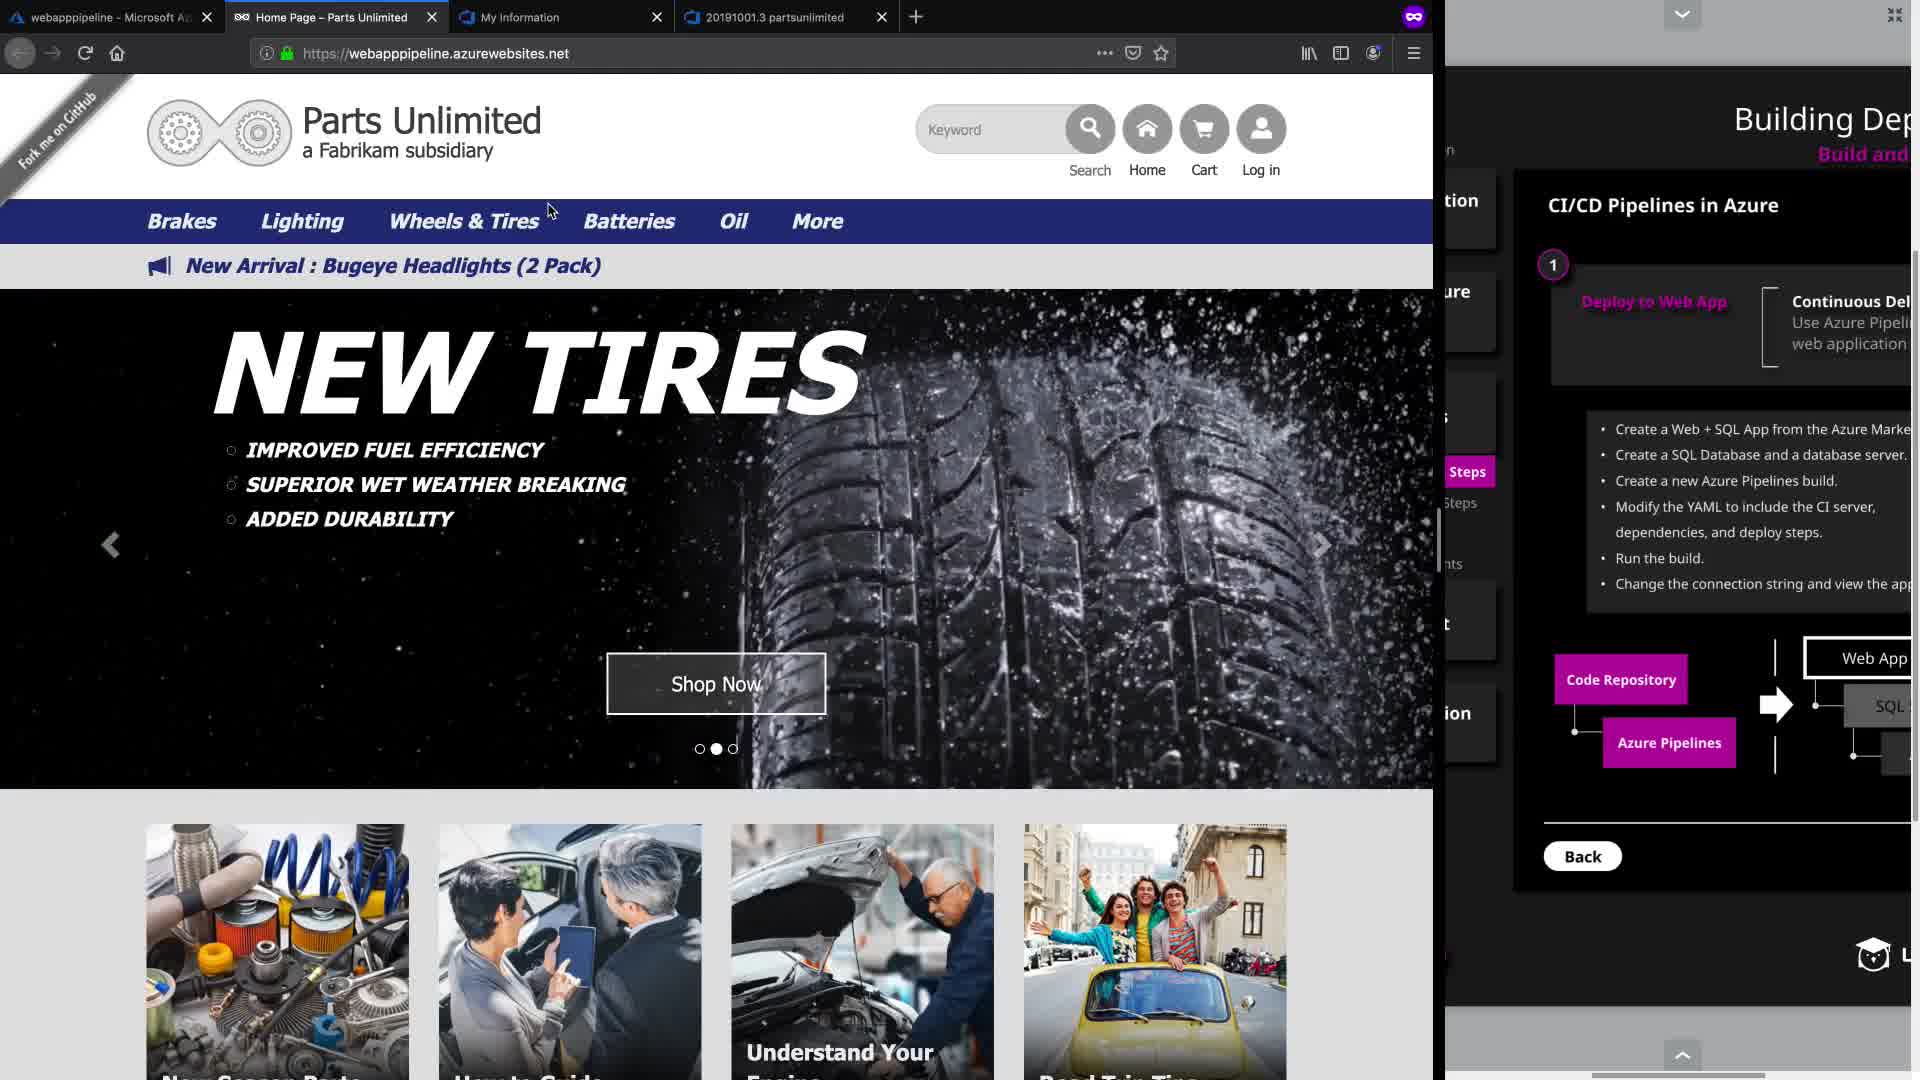 webapppipeline - Microsoft Az
Home Page – Parts Unlimited
My Information
20191001.3 partsunlimited
https://webapppipeline.azurewebsites.net
Fork me on GitHub
Parts Unlimited
a Fabrikam subsidiary
Keyword
Search
Home
Cart
Log in
Brakes
Lighting
Wheels & Tires
Batteries
Oil
More
New Arrival : Bugeye Headlights (2 Pack)
NEW TIRES
IMPROVED FUEL EFFICIENCY
SUPERIOR WET WEATHER BREAKING
ADDED DURABILITY
Shop Now
Understand Your
Building Dep
Build and
CI/CD Pipelines in Azure
1
Deploy to Web App
Continuous Del
Use Azure Pipeli
web application
• Create a Web + SQL App from the Azure Marke
• Create a SQL Database and a database server.
• Create a new Azure Pipelines build.
• Modify the YAML to include the CI server,
dependencies, and deploy steps.
• Run the build.
• Change the connection string and view the app
Code Repository
Azure Pipelines
Web App
SQL
Back
tion
ure
Steps
Steps
nts
ion